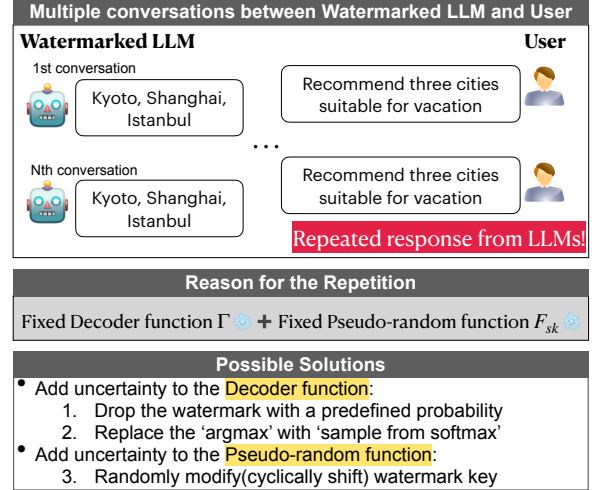 Multiple conversations between Watermarked LLM and User
Watermarked LLM
User
1st conversation
Recommend three cities
suitable for vacation
Kyoto, Shanghai,
Istanbul
...
Nth conversation
Recommend three cities
suitable for vacation
Kyoto, Shanghai,
Istanbul
Repeated response from LLMs!
Reason for the Repetition
Fixed Decoder function Γ + Fixed Pseudo-random function F_sk
Possible Solutions
• Add uncertainty to the Decoder function:
1. Drop the watermark with a predefined probability
2. Replace the ‘argmax’ with ‘sample from softmax’
• Add uncertainty to the Pseudo-random function:
3. Randomly modify(cyclically shift) watermark key